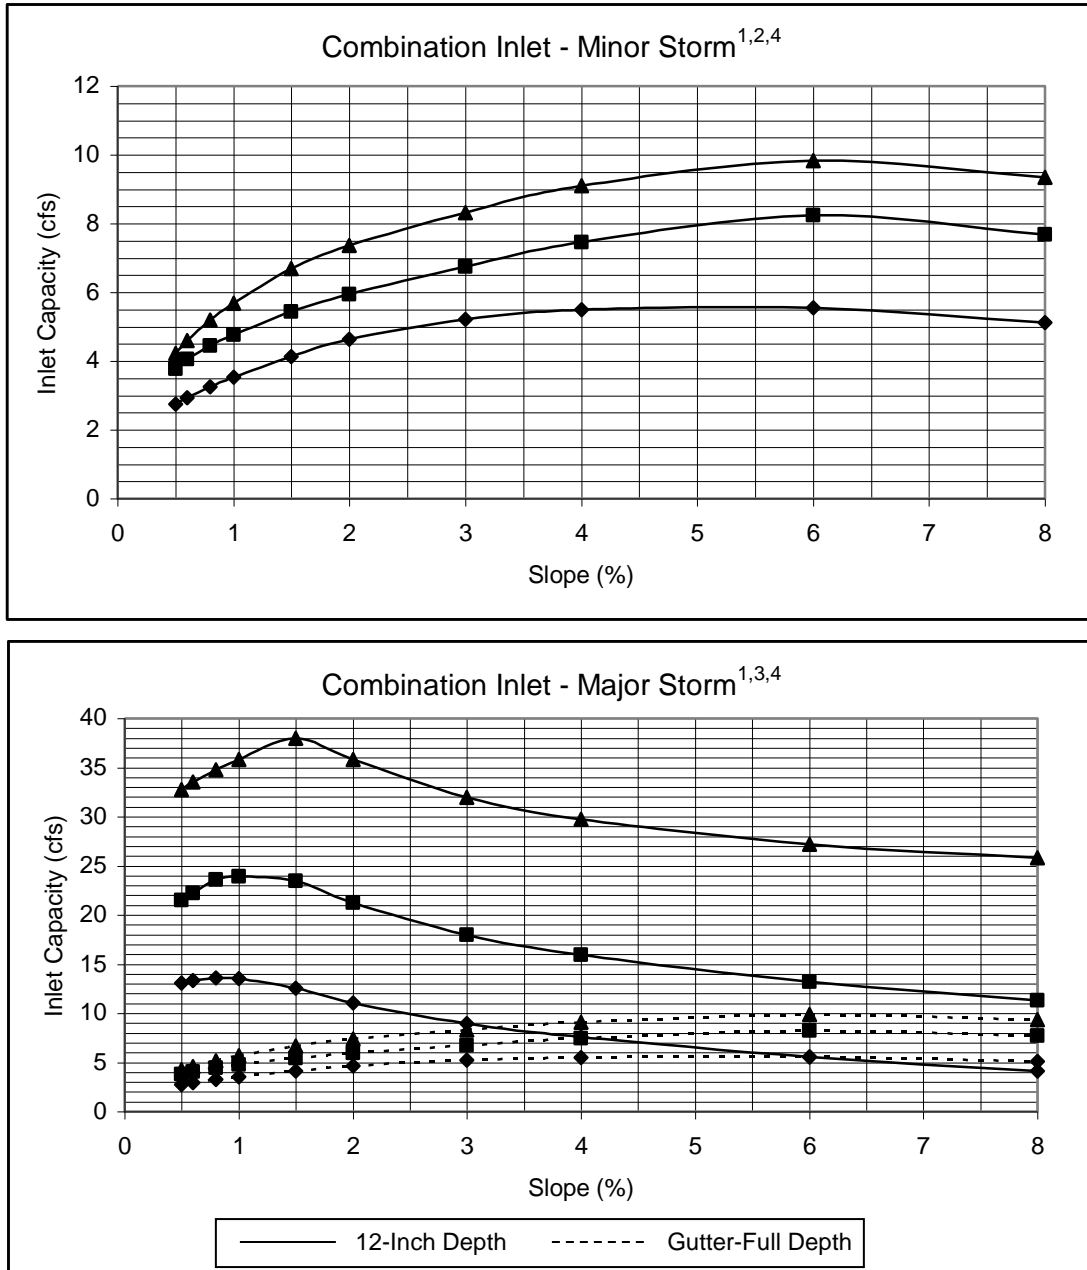 Combination Inlet - Minor Storm1,2,4
12
10
8
6
4
2
0
Inlet Capacity (cfs)
0 1 2 3 4 5 6 7 8
Slope (%)
Combination Inlet - Major Storm1,3,4
40
35
30
25
20
15
10
5
0
Inlet Capacity (cfs)
0 1 2 3 4 5 6 7 8
Slope (%)
12-Inch Depth Gutter-Full Depth